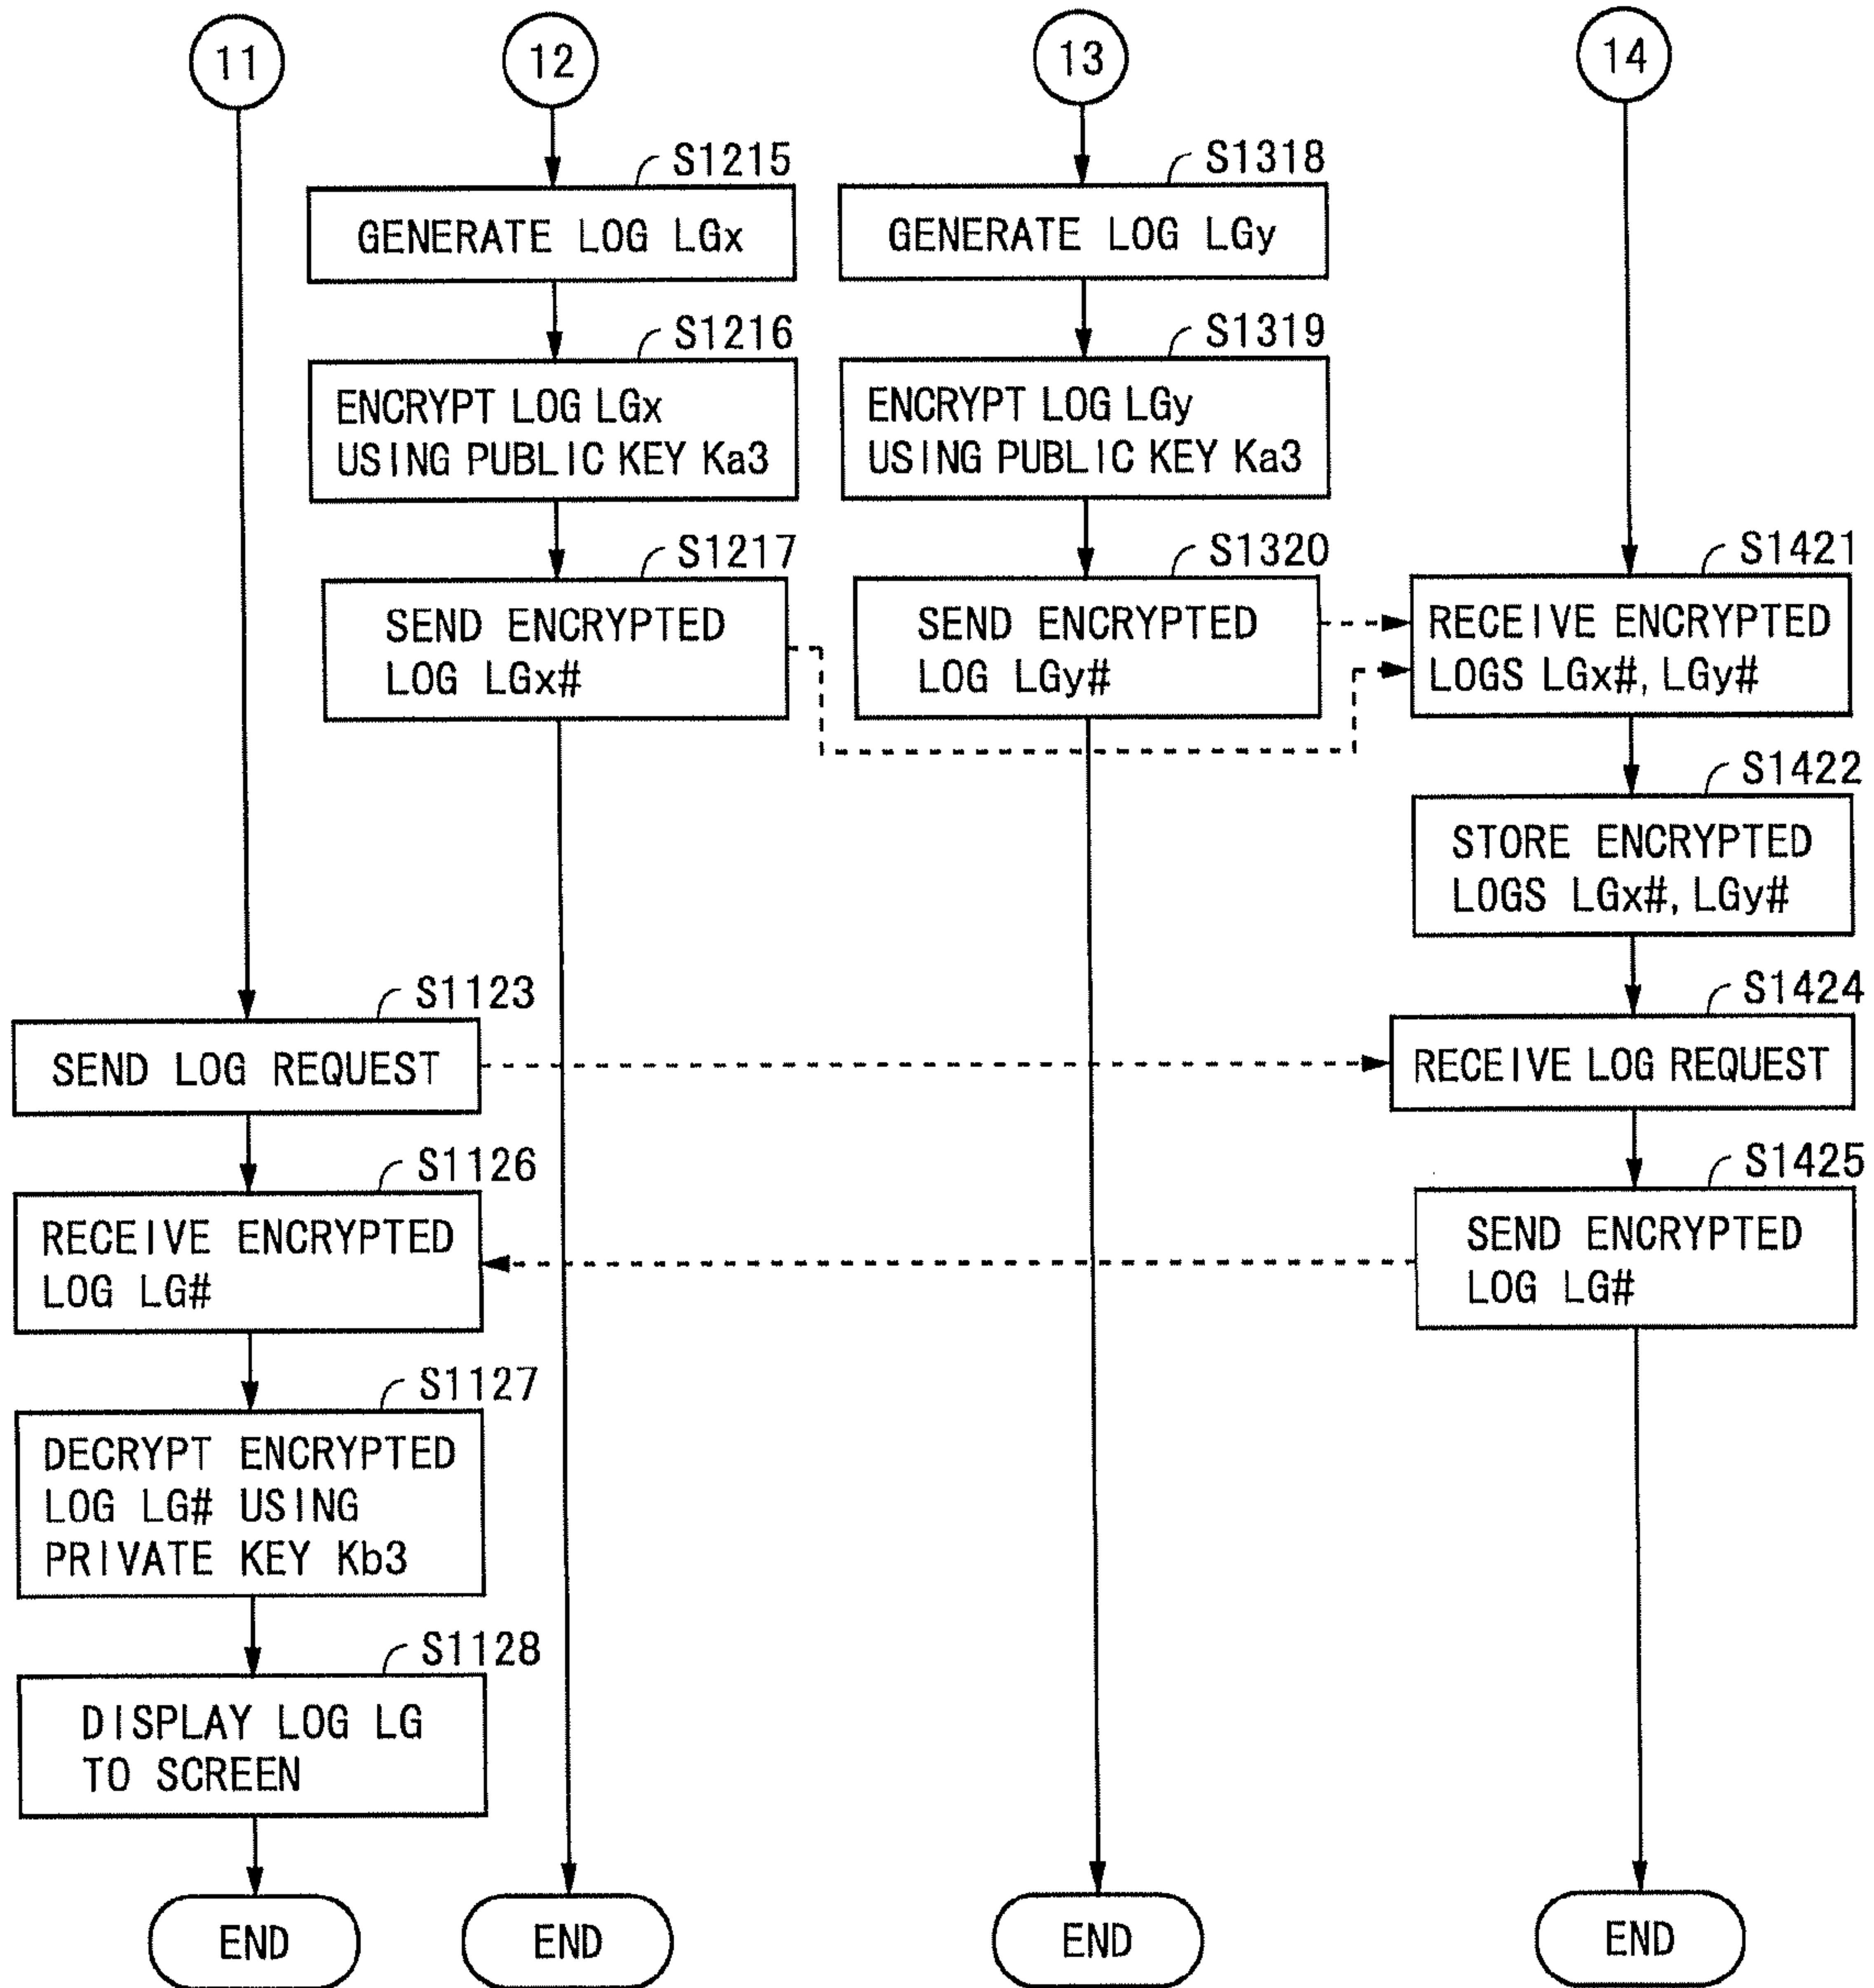 11
12
13
14
S1215
GENERATE LOG LGx
S1216
ENCRYPT LOG LGx
USING PUBLIC KEY Ka3
S1217
SEND ENCRYPTED
LOG LGx#
S1318
GENERATE LOG LGy
S1319
ENCRYPT LOG LGy
USING PUBLIC KEY Ka3
S1320
SEND ENCRYPTED
LOG LGy#
S1421
RECEIVE ENCRYPTED
LOGS LGx#, LGy#
S1422
STORE ENCRYPTED
LOGS LGx#, LGy#
S1123
SEND LOG REQUEST
S1424
RECEIVE LOG REQUEST
S1425
SEND ENCRYPTED
LOG LG#
S1126
RECEIVE ENCRYPTED
LOG LG#
S1127
DECRYPT ENCRYPTED
LOG LG# USING
PRIVATE KEY Kb3
S1128
DISPLAY LOG LG
TO SCREEN
END
END
END
END